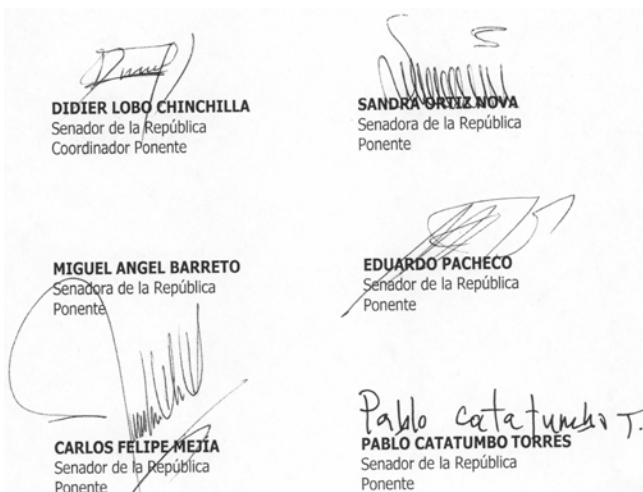 DIDIER LOBO CHINCHILLA
Senador de la República
Coordinador Ponente
SANDRA ORTIZ NOVA
Senadora de la República
Ponente
MIGUEL ANGEL BARRETO
Senadora de la República
Ponente
EDUARDO PACHECO
Senador de la República
Ponente
CARLOS FELIPE MEJÍA
Senador de la República
Ponente
Pablo catatumbo T.
PABLO CATATUMBO TORRES
Senador de la República
Ponente